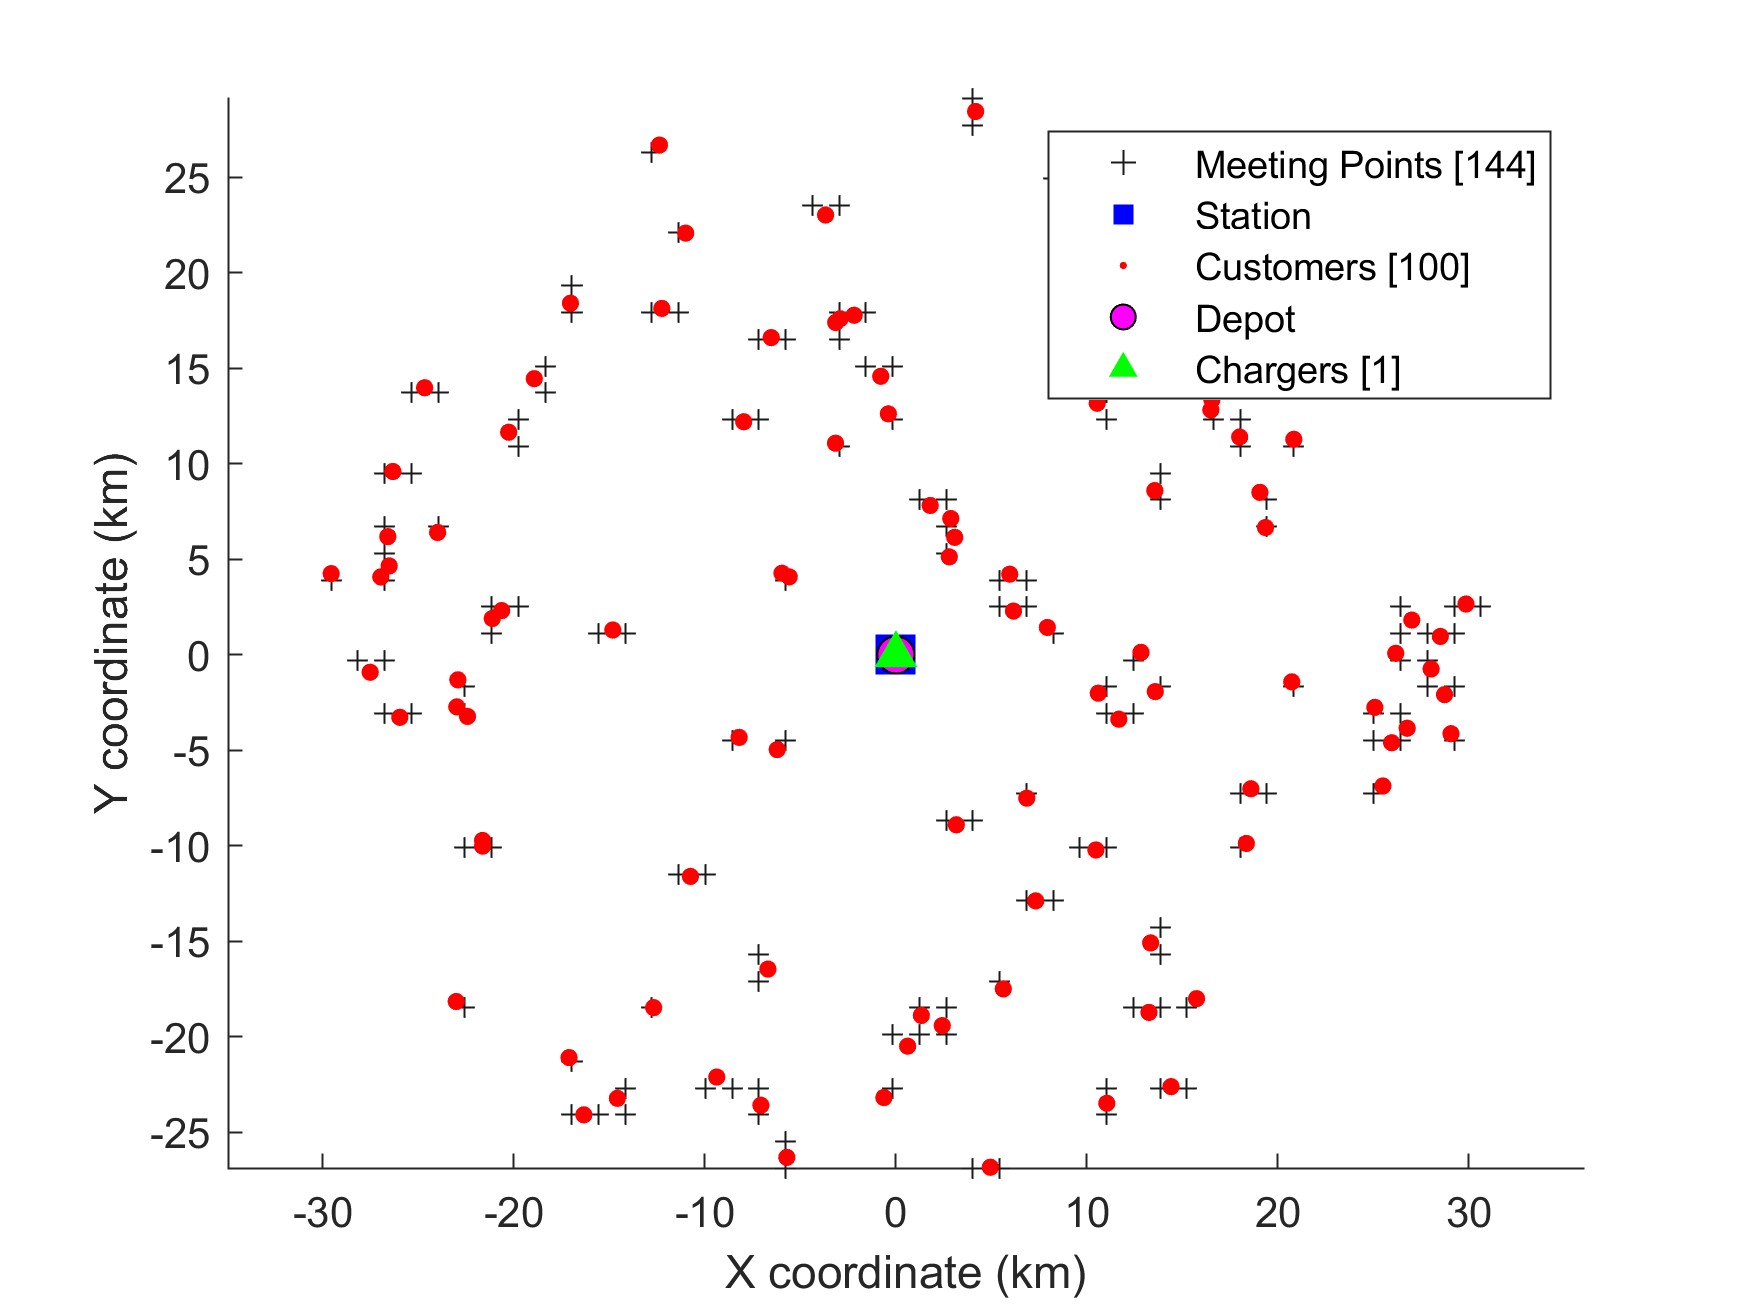 Meeting Points [144]
Station
Customers [100]
Depot
Chargers [1]
25
20
15
10
5
0
-5
-10
-15
-20
-25
Y coordinate (km)
-30 -20 -10 0 10 20 30
X coordinate (km)